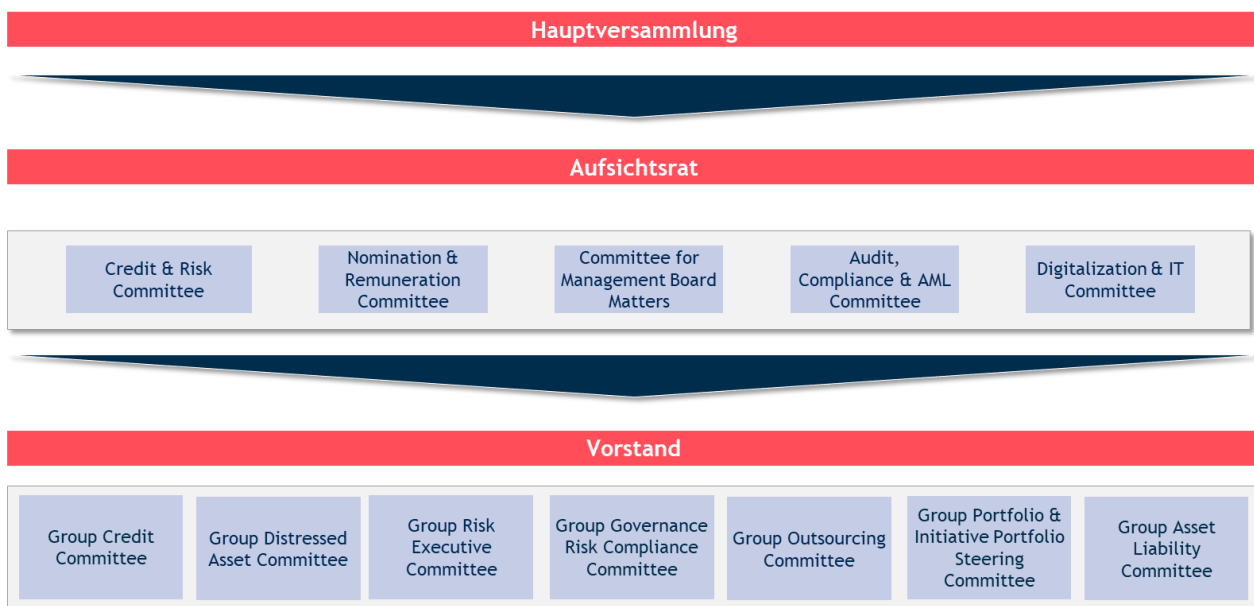 Hauptversammlung
Aufsichtsrat
Credit & Risk
Committee
Nomination &
Remuneration
Committee
Committee for
Management Board
Matters
Audit,
Compliance & AML
Committee
Digitalization & IT
Committee
Vorstand
Group Credit
Committee
Group Distressed
Asset Committee
Group Risk
Executive
Committee
Group Governance
Risk Compliance
Committee
Group Outsourcing
Committee
Group Portfolio &
Initiative Portfolio
Steering
Committee
Group Asset
Liability
Committee